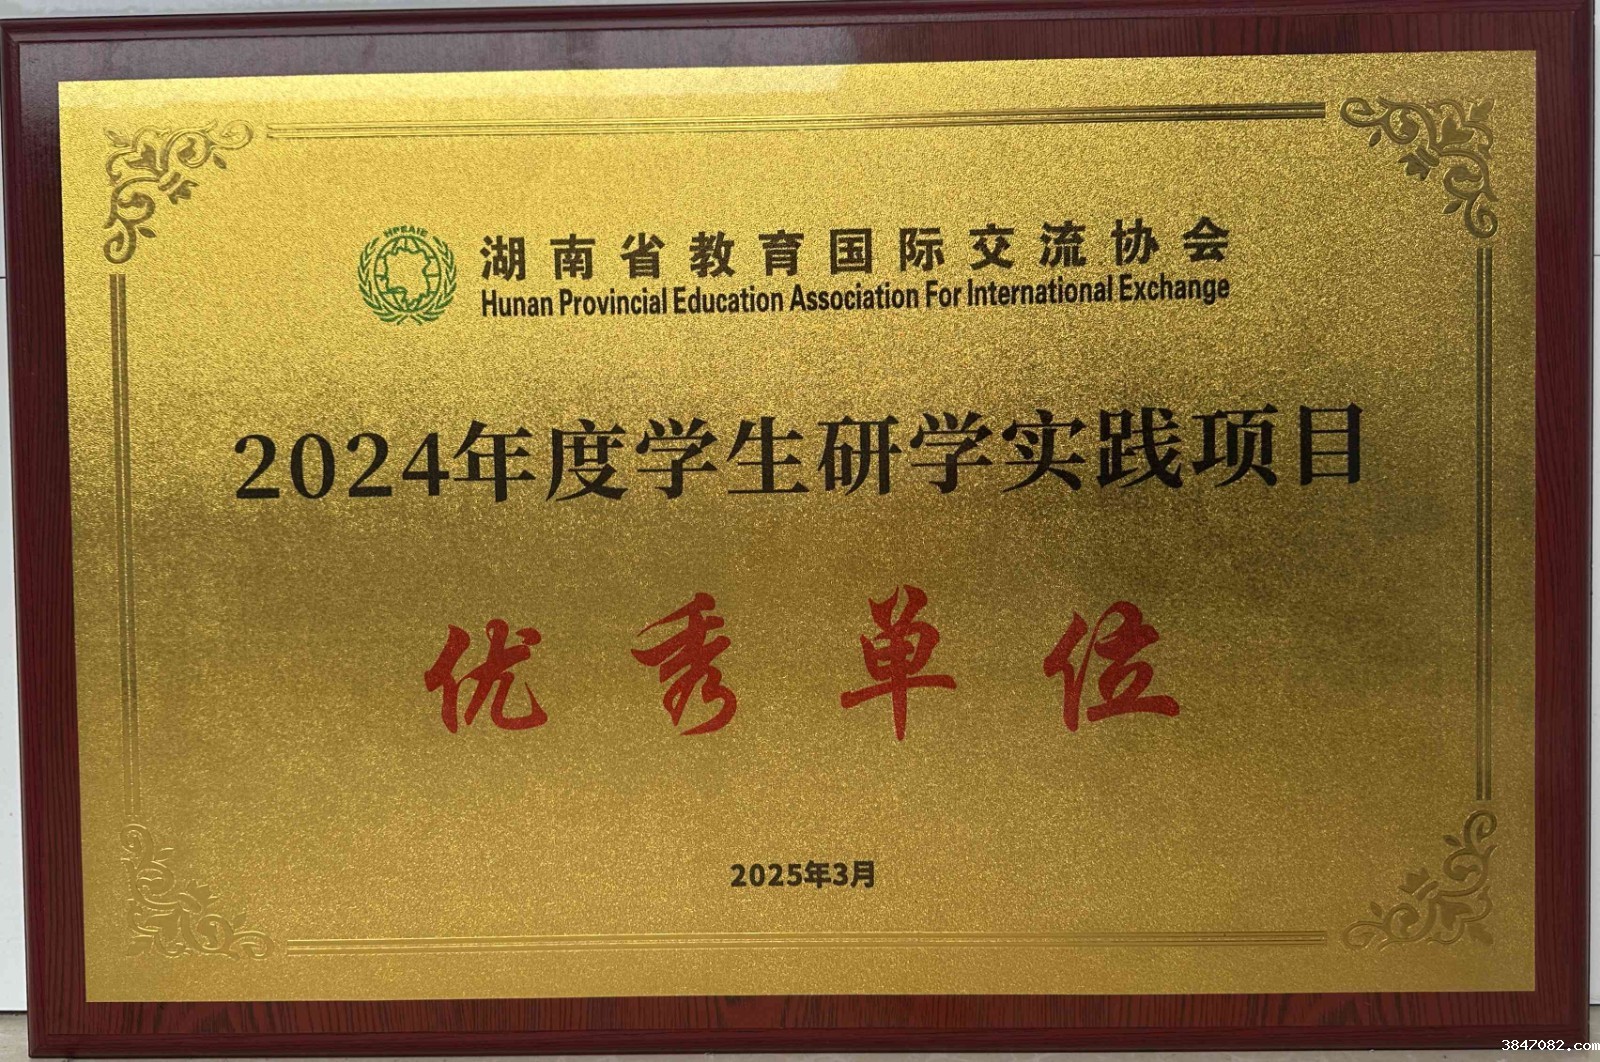 HPEAIE
湖南省教育国际交流协会
Hunan Provincial Education Association For International Exchange
2024年度学生研学实践项目
优秀单位
2025年3月
3847082.com